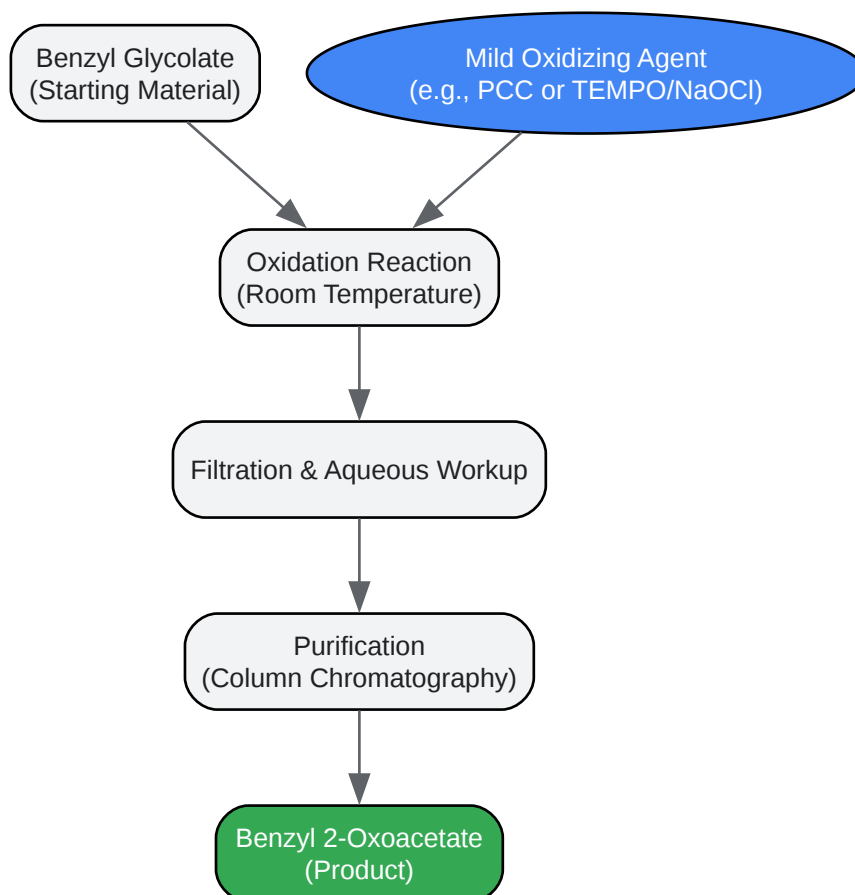 Benzyl Glycolate
(Starting Material)
Mild Oxidizing Agent
(e.g., PCC or TEMPO/NaOCl)
Oxidation Reaction
(Room Temperature)
Filtration & Aqueous Workup
Purification
(Column Chromatography)
Benzyl 2-Oxoacetate
(Product)